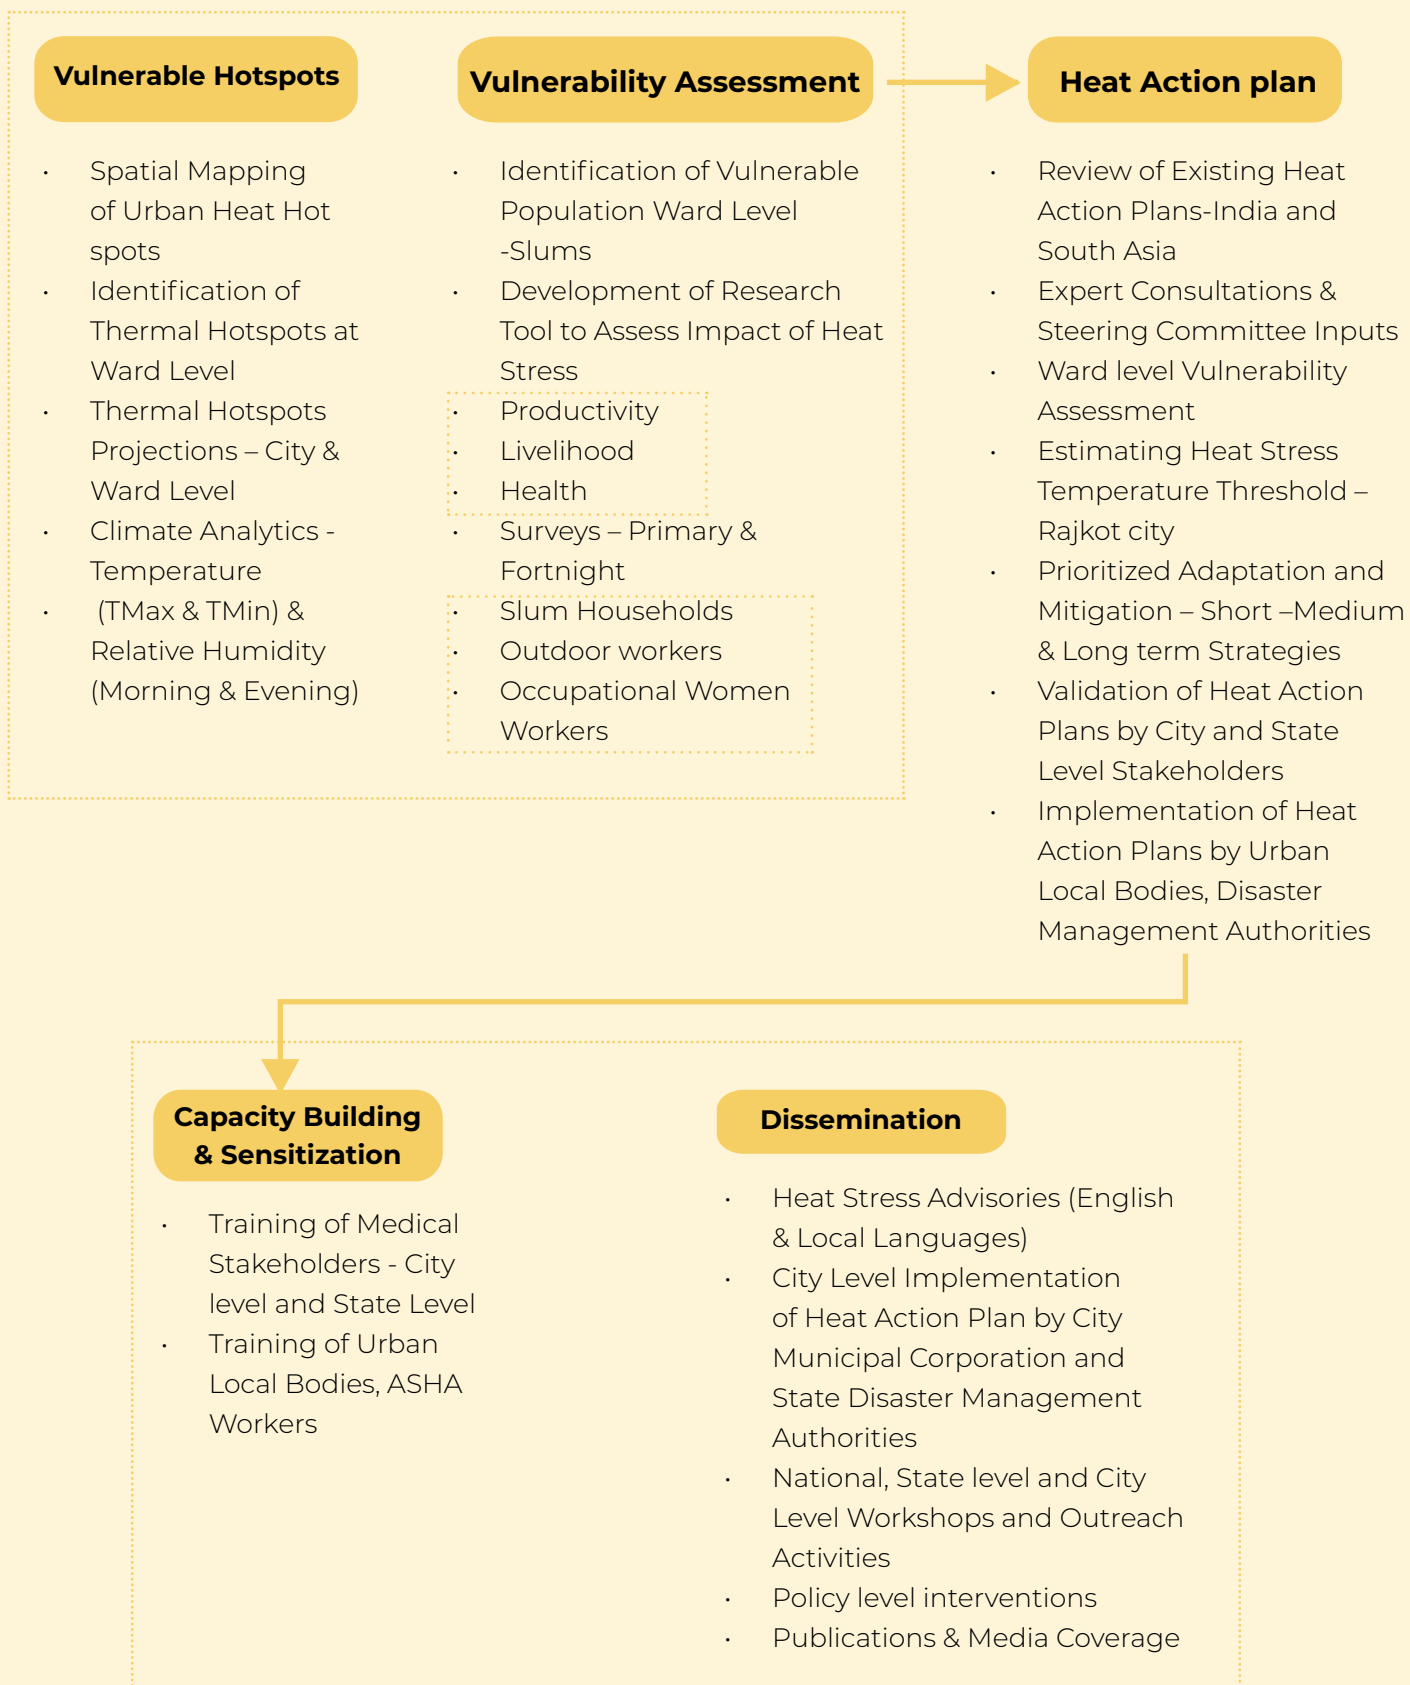 Vulnerable Hotspots
• Spatial Mapping
of Urban Heat Hot
spots
• Identification of
Thermal Hotspots at
Ward Level
• Thermal Hotspots
Projections – City &
Ward Level
• Climate Analytics -
Temperature
• (TMax & TMin) &
Relative Humidity
(Morning & Evening)
Vulnerability Assessment
• Identification of Vulnerable
Population Ward Level
-Slums
• Development of Research
Tool to Assess Impact of Heat
Stress
• Productivity
• Livelihood
• Health
• Surveys – Primary &
Fortnight
• Slum Households
• Outdoor workers
• Occupational Women
Workers
Heat Action plan
• Review of Existing Heat
Action Plans-India and
South Asia
• Expert Consultations &
Steering Committee Inputs
• Ward level Vulnerability
Assessment
• Estimating Heat Stress
Temperature Threshold –
Rajkot city
• Prioritized Adaptation and
Mitigation – Short –Medium
& Long term Strategies
• Validation of Heat Action
Plans by City and State
Level Stakeholders
• Implementation of Heat
Action Plans by Urban
Local Bodies, Disaster
Management Authorities
Capacity Building
& Sensitization
• Training of Medical
Stakeholders - City
level and State Level
• Training of Urban
Local Bodies, ASHA
Workers
Dissemination
• Heat Stress Advisories (English
& Local Languages)
• City Level Implementation
of Heat Action Plan by City
Municipal Corporation and
State Disaster Management
Authorities
• National, State level and City
Level Workshops and Outreach
Activities
• Policy level interventions
• Publications & Media Coverage